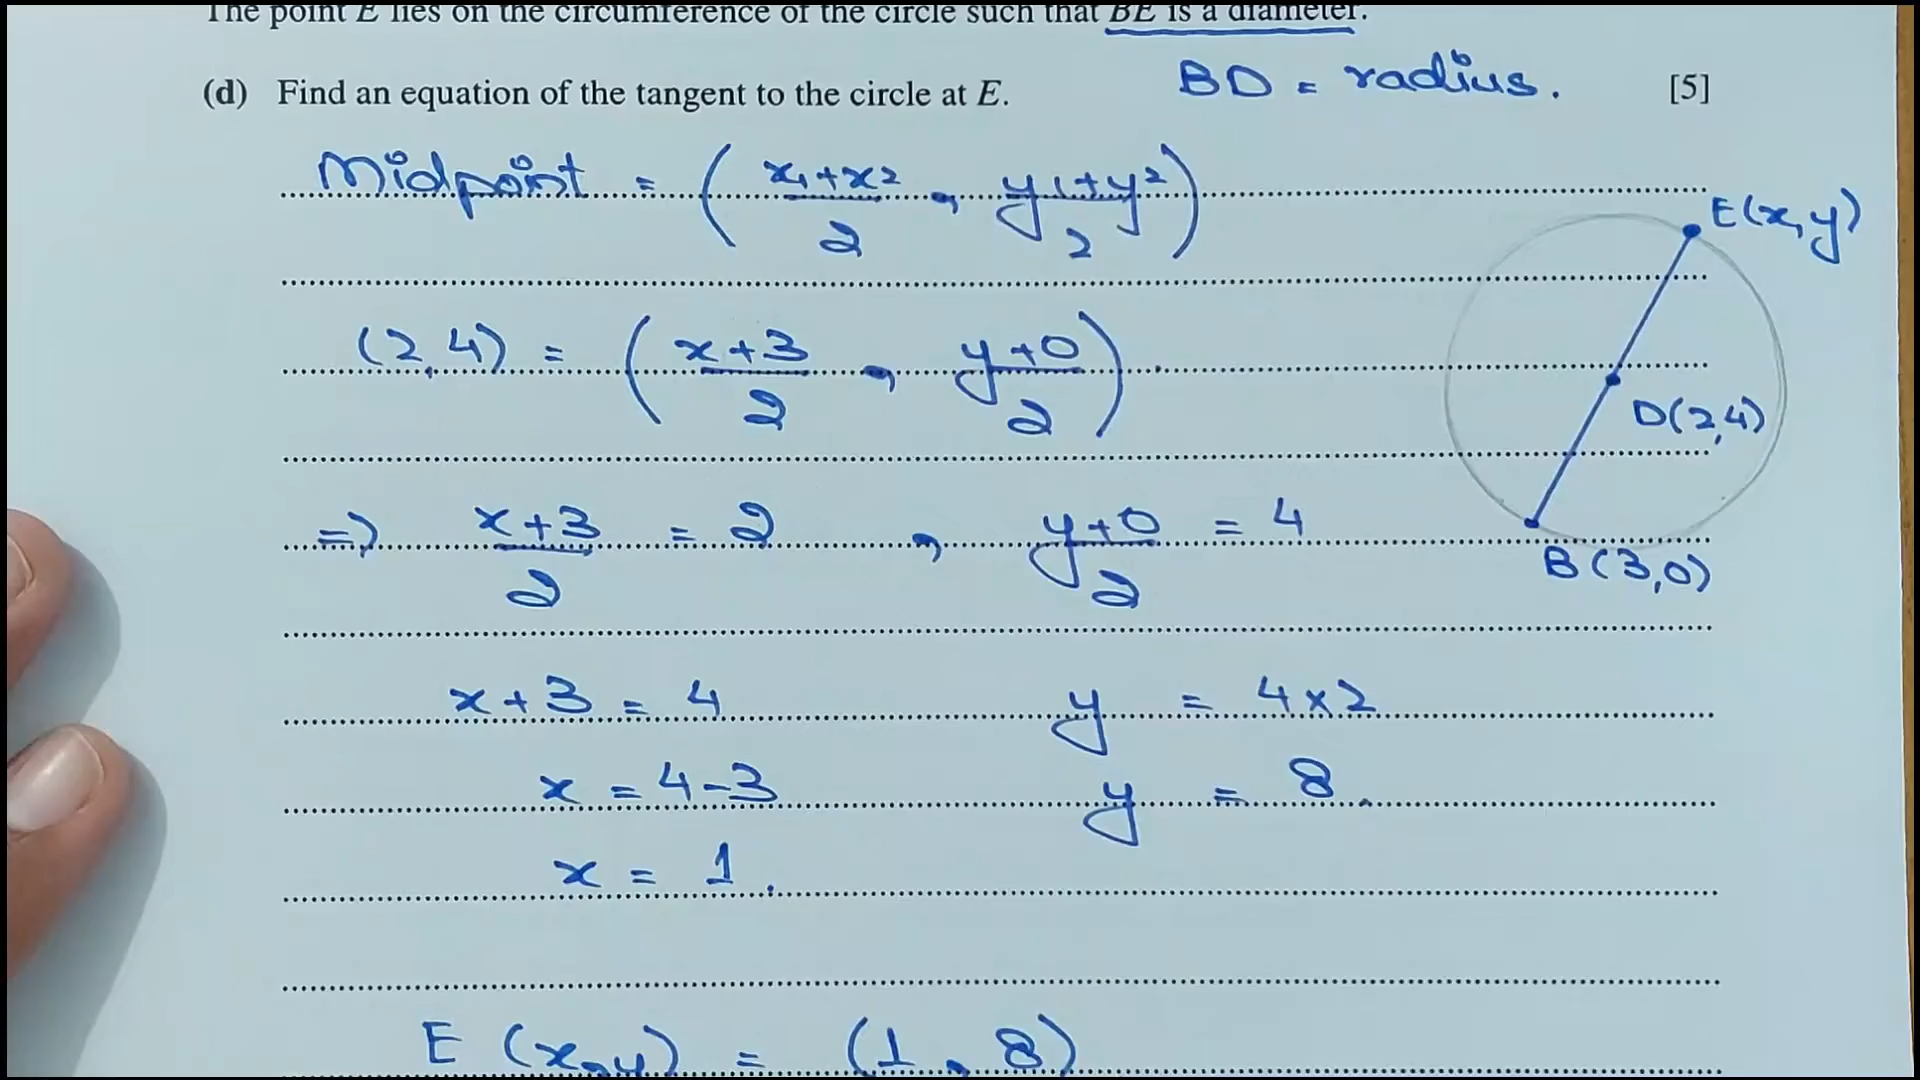 The point E lies on the circumference of the circle such that BE is a diameter.
BD = radius.
(d) Find an equation of the tangent to the circle at E. [5]
Midpoint = ( x1+x2 / 2 , y1+y2 / 2 )
E(x,y)
(2,4) = ( x+3 / 2 , y+0 / 2 ).
D(2,4)
=> x+3 / 2 = 2 , y+0 / 2 = 4
B(3,0)
x+3 = 4 y = 4×2
x = 4-3 y = 8.
x = 1.
E (x,y) = (1, 8)